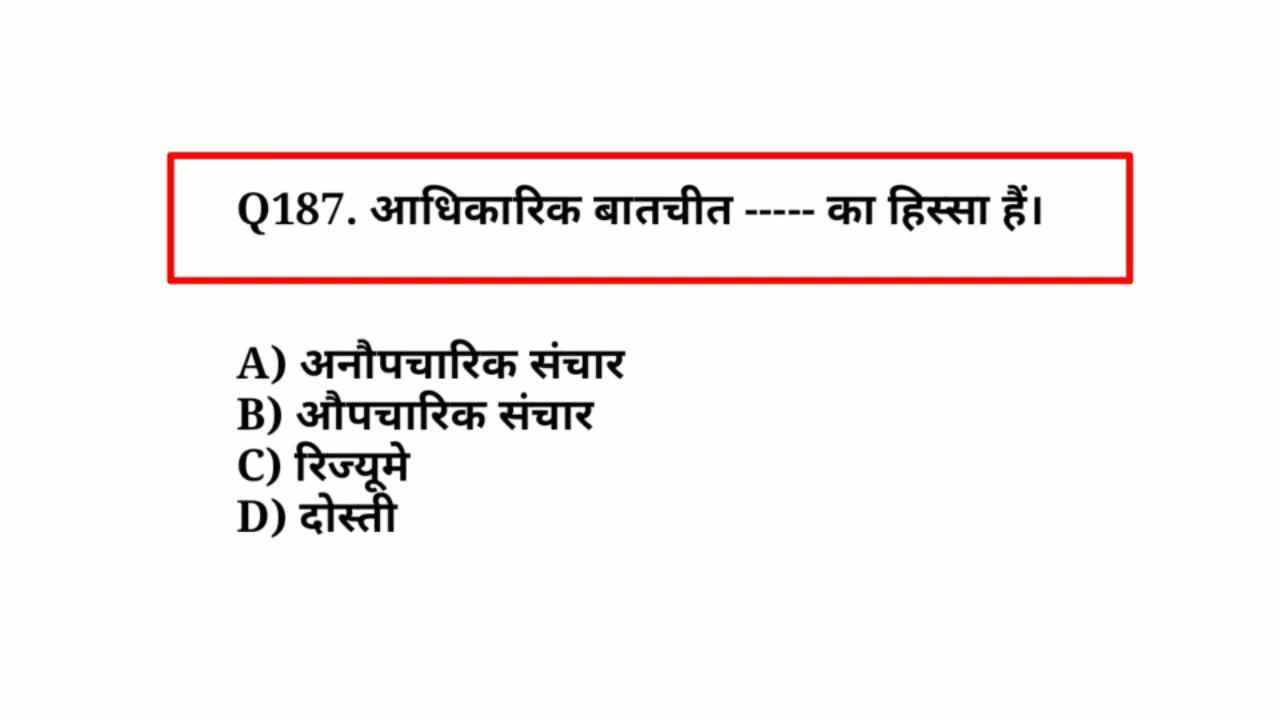 Q187. आधिकारिक बातचीत ----- का हिस्सा हैं।
A) अनौपचारिक संचार
B) औपचारिक संचार
C) रिज्यूमे
D) दोस्ती